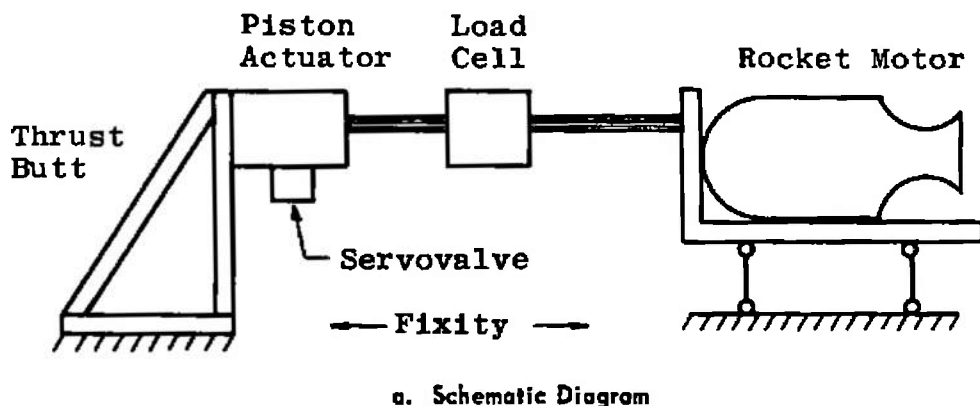 Piston
Actuator
Load
Cell
Rocket Motor
Thrust
Butt
Servovalve
Fixity
a. Schematic Diagram